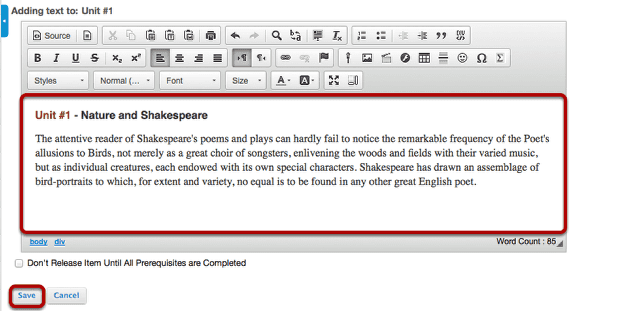 Adding text to: Unit #1
Source
B I U S x₂ x² ¶ ¶ Ω Σ
Styles Normal (... Font Size A A
Unit #1 - Nature and Shakespeare
The attentive reader of Shakespeare's poems and plays can hardly fail to notice the remarkable frequency of the Poet's
allusions to Birds, not merely as a great choir of songsters, enlivening the woods and fields with their varied music,
but as individual creatures, each endowed with its own special characters. Shakespeare has drawn an assemblage of
bird-portraits to which, for extent and variety, no equal is to be found in any other great English poet.
body div Word Count : 85
Don't Release Item Until All Prerequisites are Completed
Save Cancel